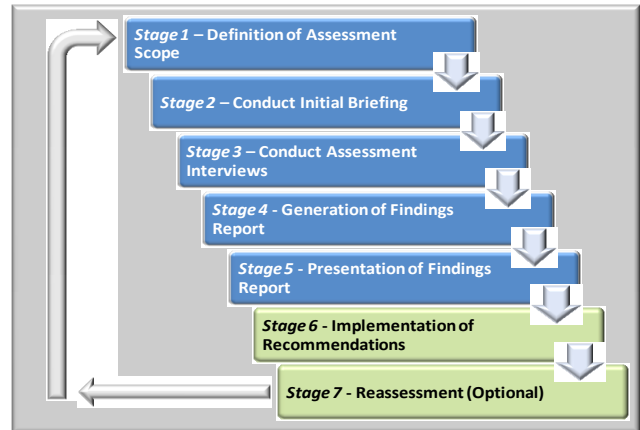 Stage 1 – Definition of Assessment
Scope
Stage 2 – Conduct Initial Briefing
Stage 3 – Conduct Assessment
Interviews
Stage 4 - Generation of Findings
Report
Stage 5 - Presentation of Findings
Report
Stage 6 - Implementation of
Recommendations
Stage 7 - Reassessment (Optional)